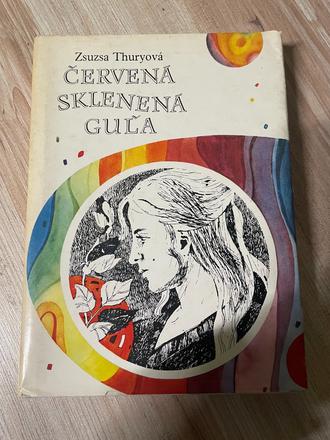 Zsuzsa Thuryová
ČERVENÁ
SKLENENÁ
GUĽA